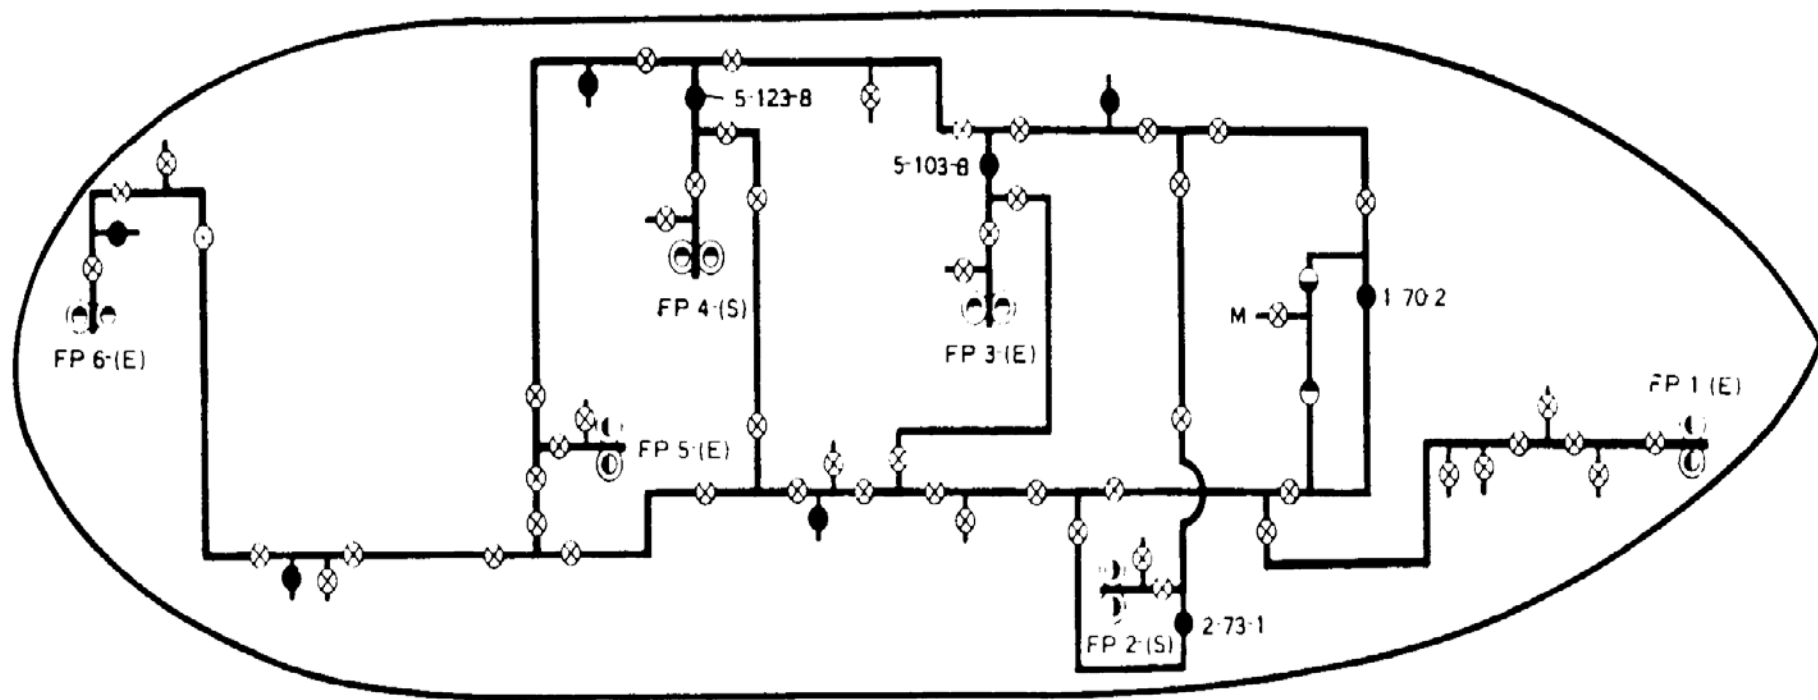 5-123-8
5-103-8
FP 4-(S)
M
1-70-2
FP 6-(E)
FP 3-(E)
FP 1 (E)
FP 5-(E)
2-73-1
FP 2-(S)